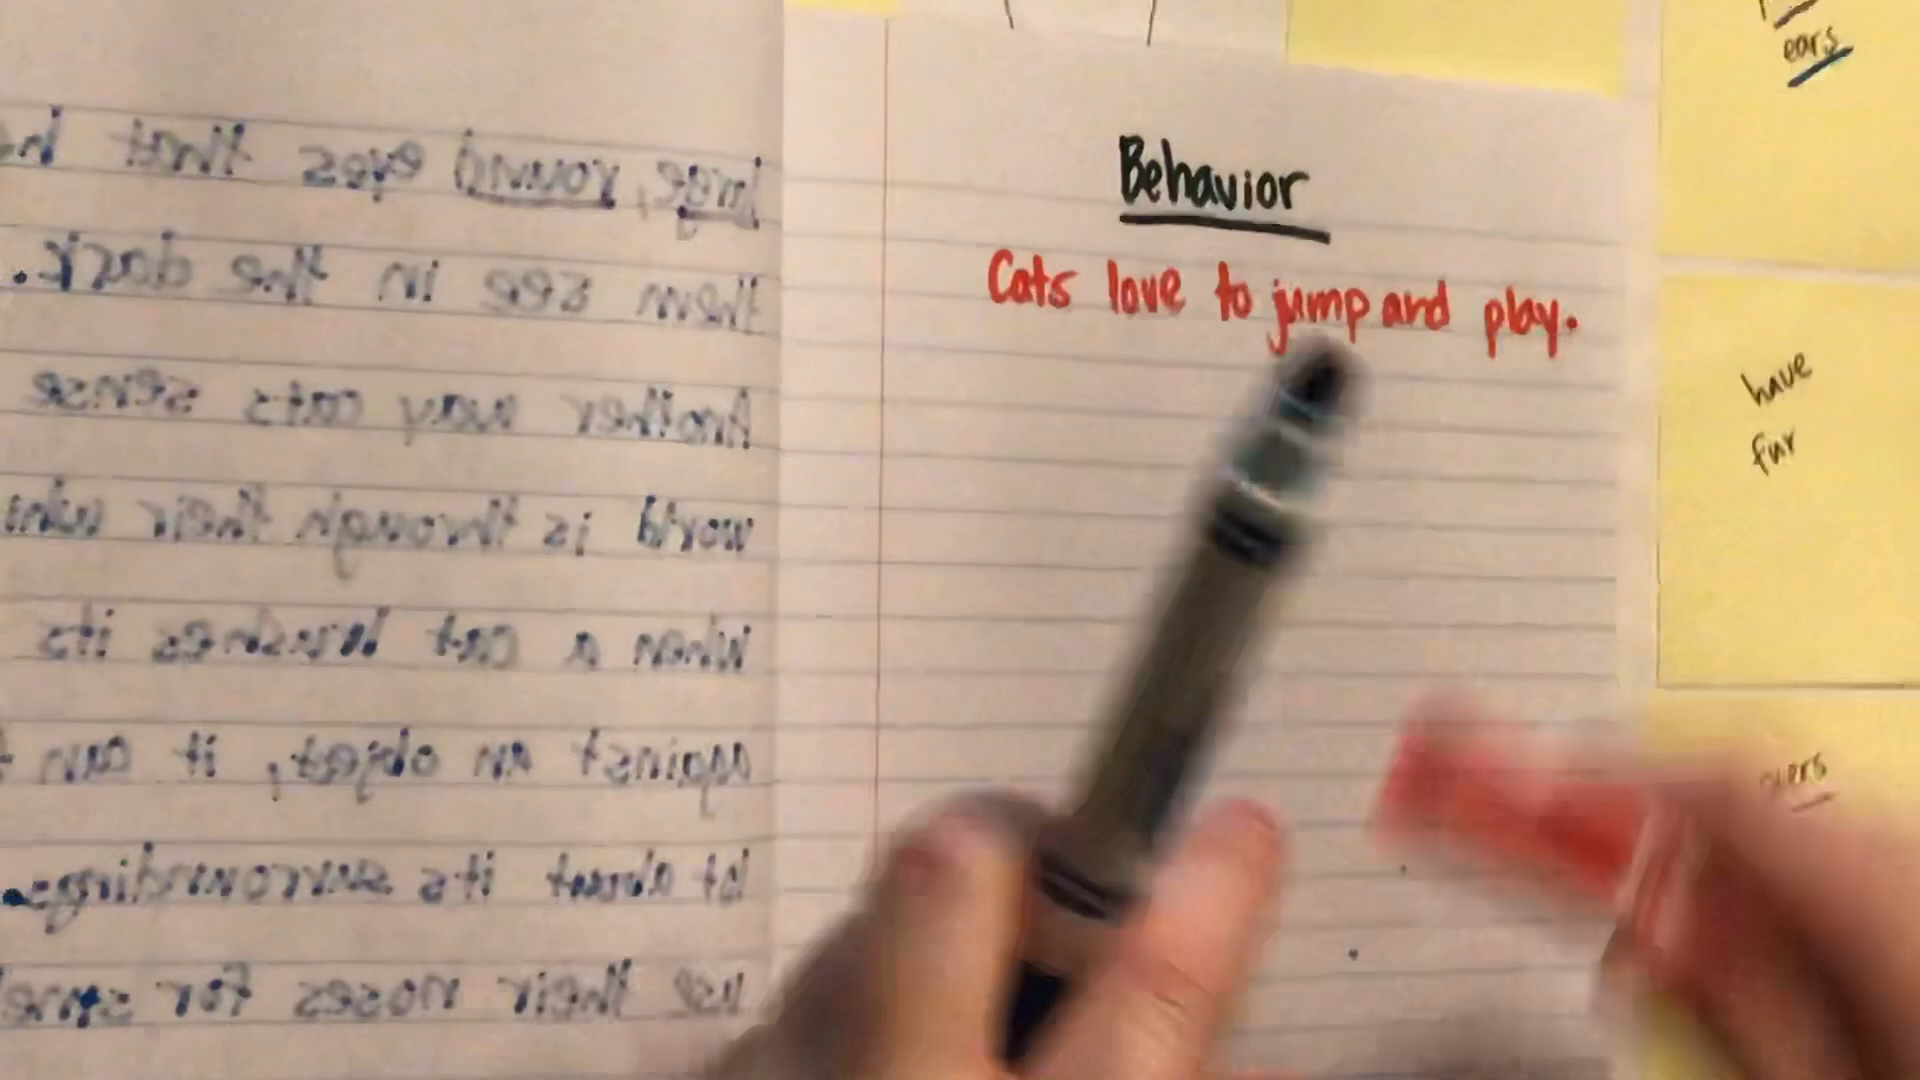 large, round eyes that
them see in the dark.
Another way cats sense
world is through their
When a cat brushes its
against an object, it can
lot about its surroundings.
use their noses for
Behavior
Cats love to jump and play.
ears
have
fur